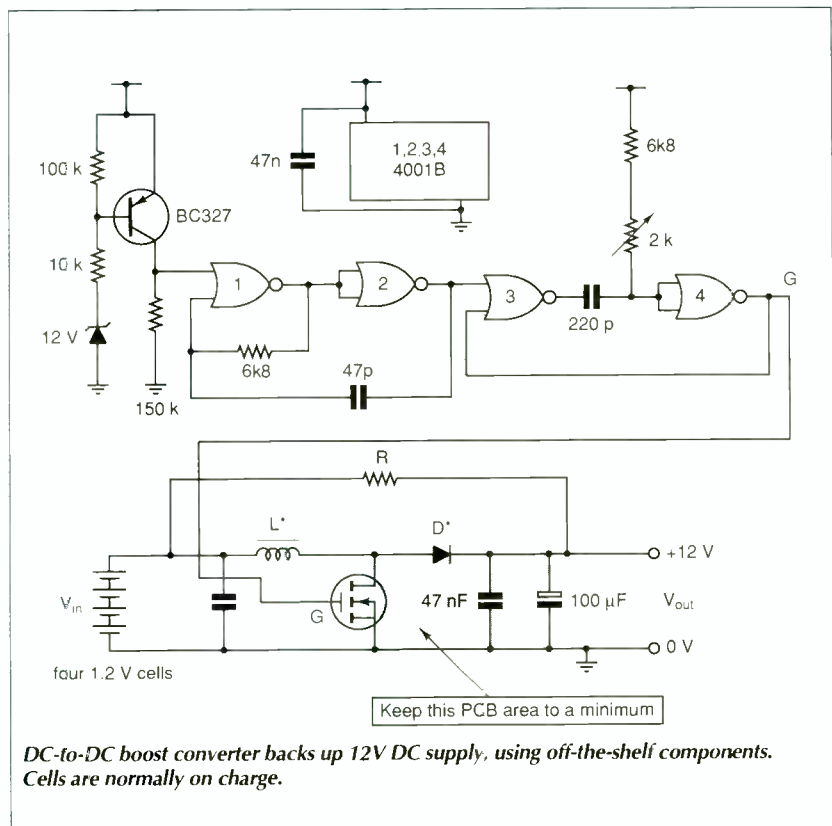 100 k
BC327
10 k
12 V
150 k
47n
1,2,3,4
4001B
6k8
2 k
1
2
3
4
G
6k8
47p
220 p
R
L*
D*
+12 V
Vin
G
47 nF
100 µF
Vout
0 V
four 1.2 V cells
Keep this PCB area to a minimum
DC-to-DC boost converter backs up 12V DC supply, using off-the-shelf components.
Cells are normally on charge.